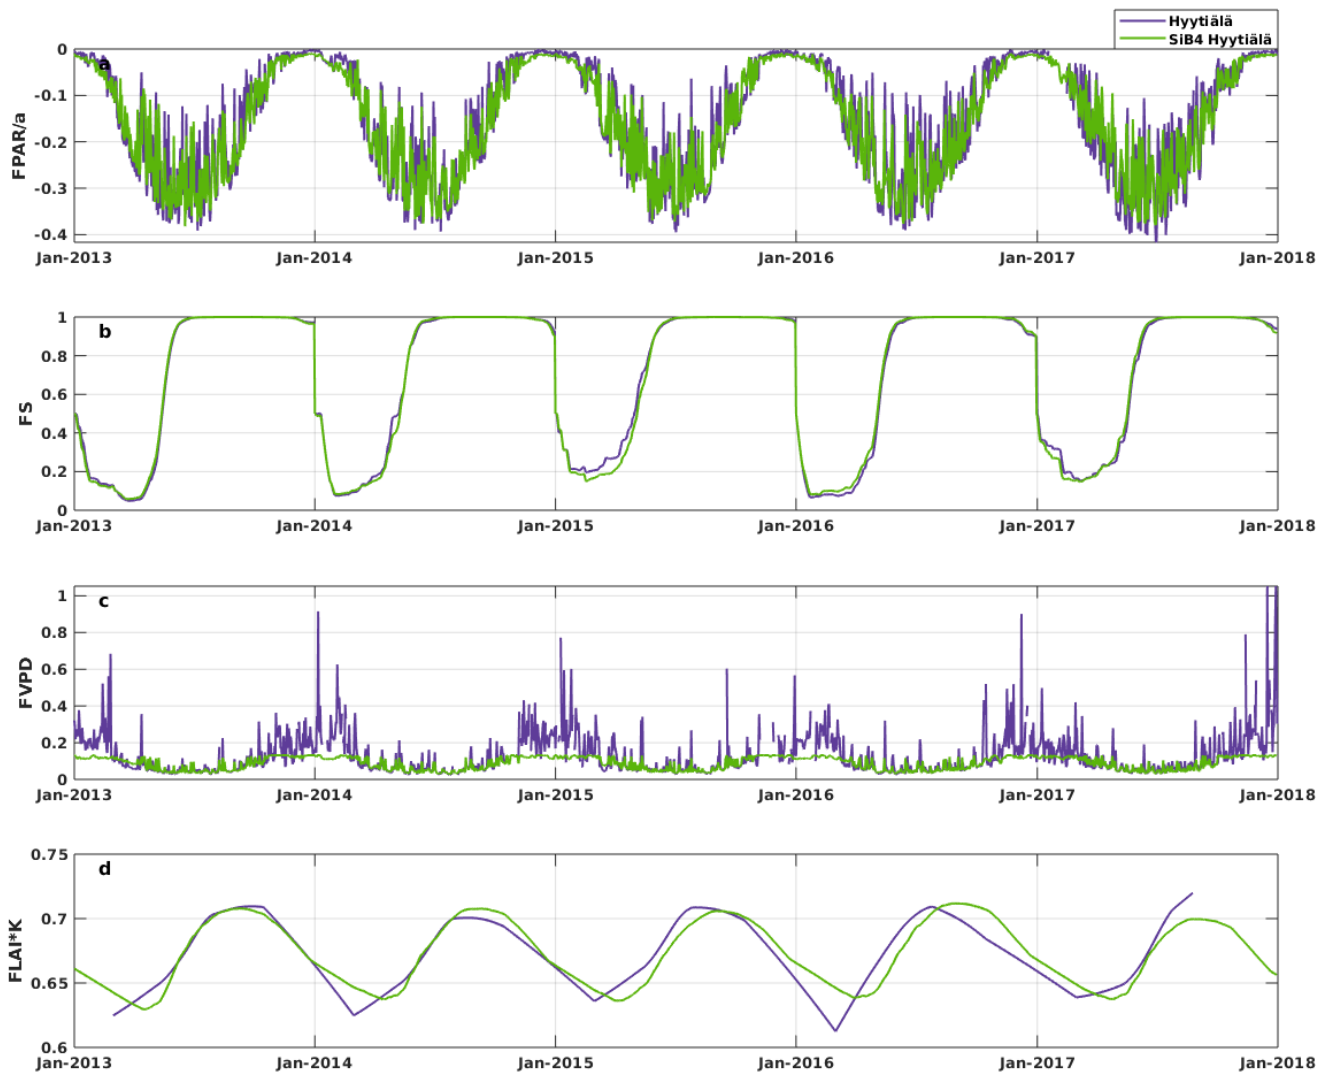 Hyytiälä
SiB4 Hyytiälä
a
FPAR/a
0
-0.1
-0.2
-0.3
-0.4
Jan-2013 Jan-2014 Jan-2015 Jan-2016 Jan-2017 Jan-2018
b
FS
1
0.8
0.6
0.4
0.2
0
Jan-2013 Jan-2014 Jan-2015 Jan-2016 Jan-2017 Jan-2018
c
FVPD
1
0.8
0.6
0.4
0.2
0
Jan-2013 Jan-2014 Jan-2015 Jan-2016 Jan-2017 Jan-2018
d
FLAI*K
0.75
0.7
0.65
0.6
Jan-2013 Jan-2014 Jan-2015 Jan-2016 Jan-2017 Jan-2018